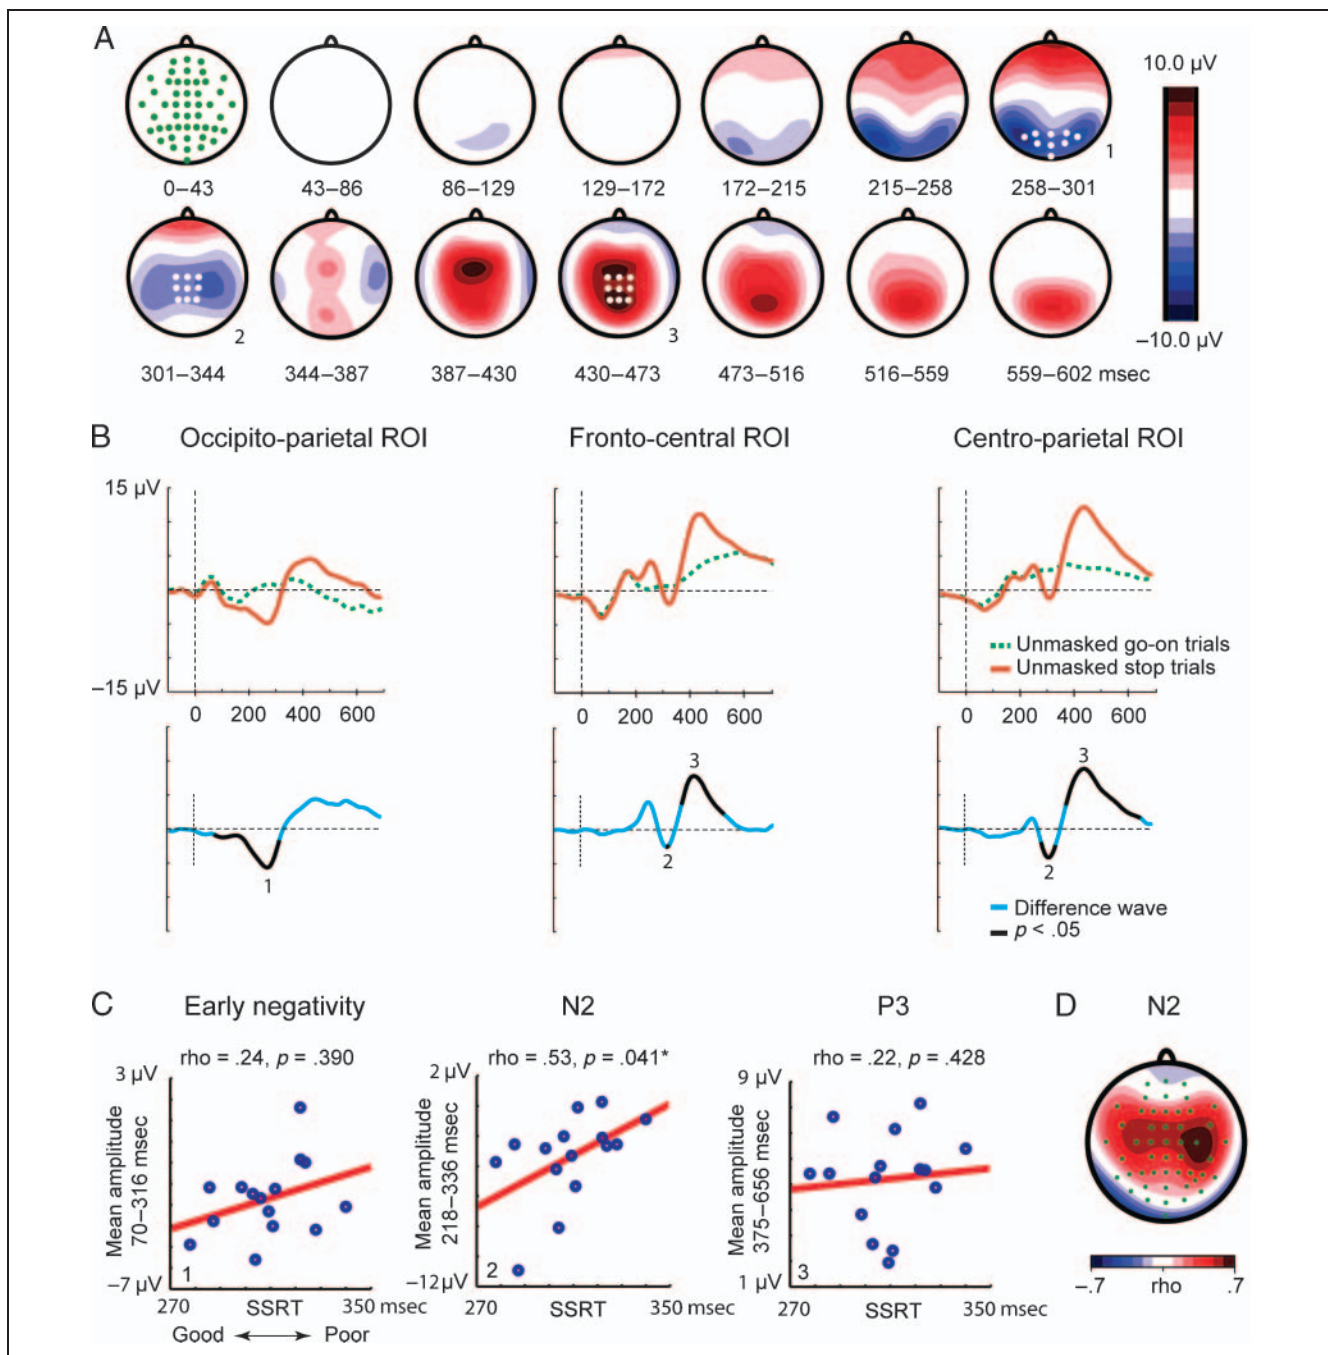 A
10.0 µV
0–43
43–86
86–129
129–172
172–215
215–258
258–301
1
2
3
301–344
344–387
387–430
430–473
473–516
516–559
559–602 msec
–10.0 µV
B
Occipito-parietal ROI
Fronto-central ROI
Centro-parietal ROI
15 µV
–15 µV
Unmasked go-on trials
Unmasked stop trials
0 200 400 600
0 200 400 600
0 200 400 600
1
3
2
3
2
Difference wave
p < .05
C
Early negativity
N2
P3
D
N2
rho = .24, p = .390
rho = .53, p = .041*
rho = .22, p = .428
3 µV
Mean amplitude
70–316 msec
–7 µV
1
270 SSRT 350 msec
Good Poor
2 µV
Mean amplitude
218–336 msec
–12 µV
2
270 SSRT 350 msec
9 µV
Mean amplitude
375–656 msec
1 µV
3
270 SSRT 350 msec
–.7 rho .7